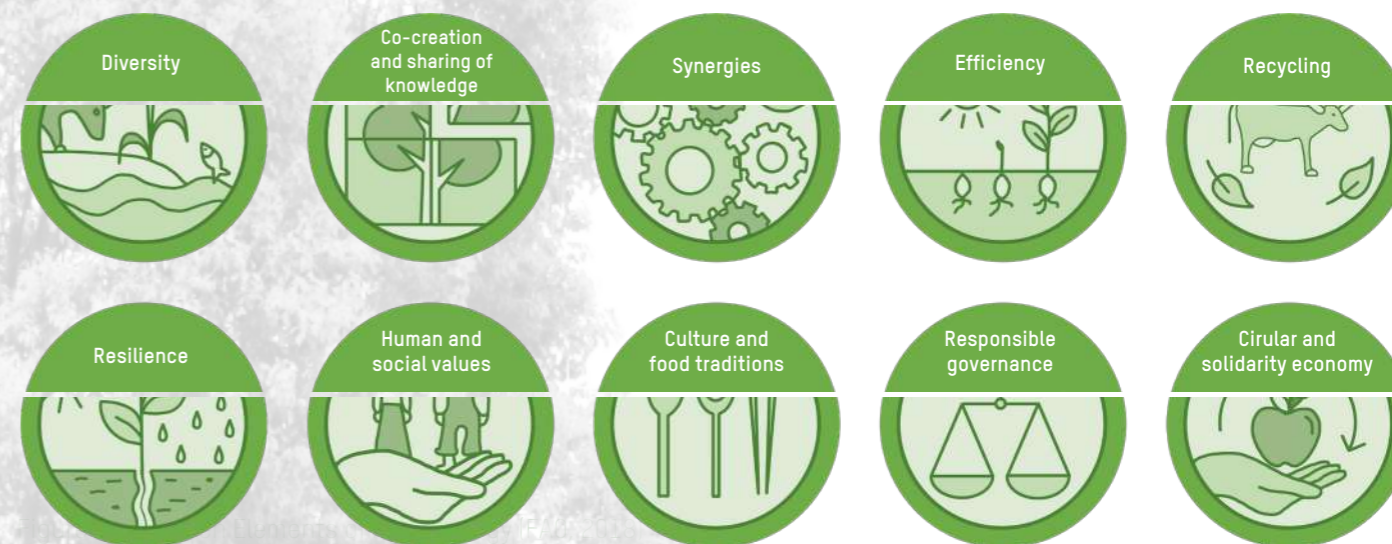 Diversity
Co-creation
and sharing of
knowledge
Synergies
Efficiency
Recycling
Resilience
Human and
social values
Culture and
food traditions
Responsible
governance
Cirular and
solidarity economy